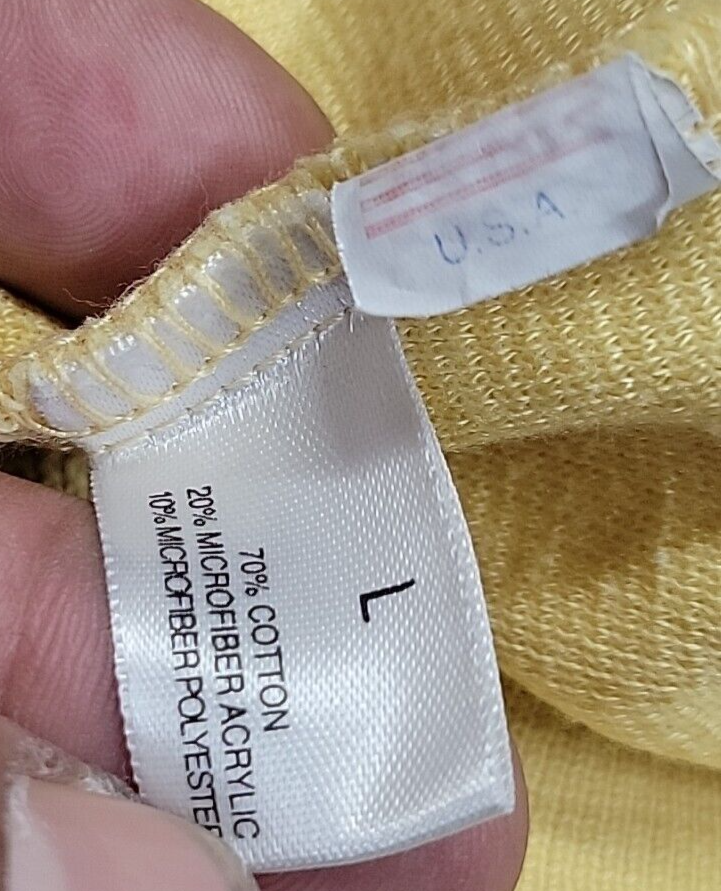 U.S.A
L
70% COTTON
20% MICROFIBER ACRYLIC
10% MICROFIBER POLYESTER